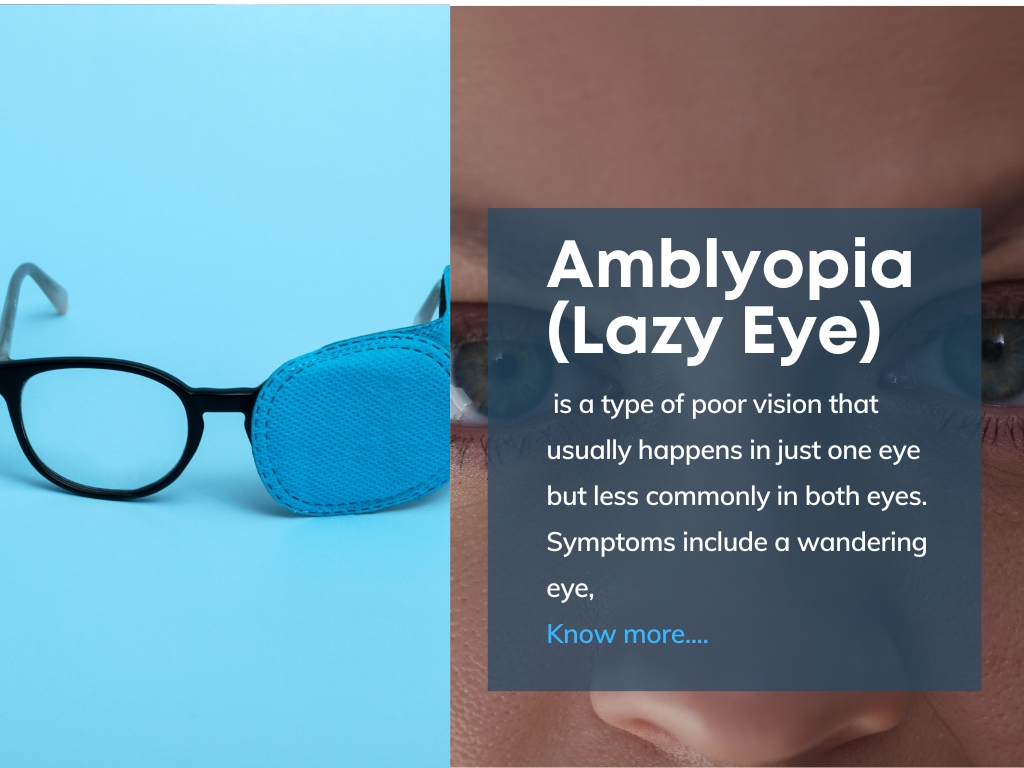 Amblyopia
(Lazy Eye)
is a type of poor vision that
usually happens in just one eye
but less commonly in both eyes.
Symptoms include a wandering
eye,
Know more....